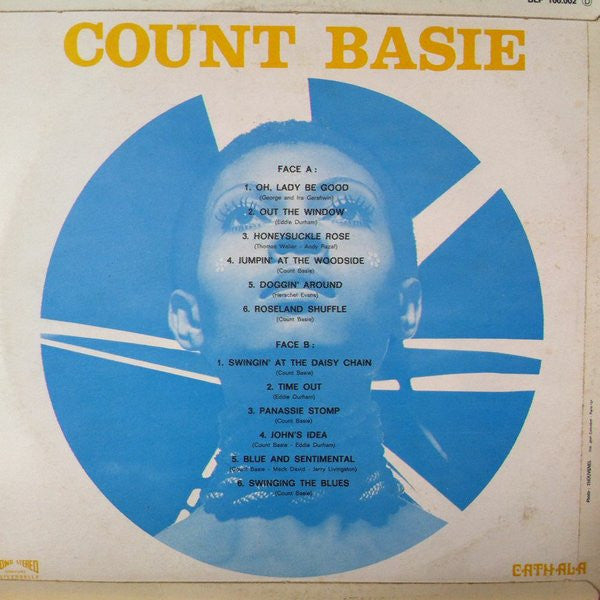 COUNT BASIE
FACE A :
1. OH, LADY BE GOOD
(George and Ira Gershwin)
2. OUT THE WINDOW
(Eddie Durham)
3. HONEYSUCKLE ROSE
(Thomas Waller - Andy Razaf)
4. JUMPIN' AT THE WOODSIDE
(Count Basie)
5. DOGGIN' AROUND
(Herschel Evans)
6. ROSELAND SHUFFLE
(Count Basie)
FACE B :
1. SWINGIN' AT THE DAISY CHAIN
(Count Basie)
2. TIME OUT
(Eddie Durham)
3. PANASSIE STOMP
(Count Basie)
4. JOHN'S IDEA
(Count Basie - Eddie Durham)
5. BLUE AND SENTIMENTAL
(Count Basie - Mack David - Jerry Livingston)
6. SWINGING THE BLUES
(Count Basie)
STEREO
CATHALA